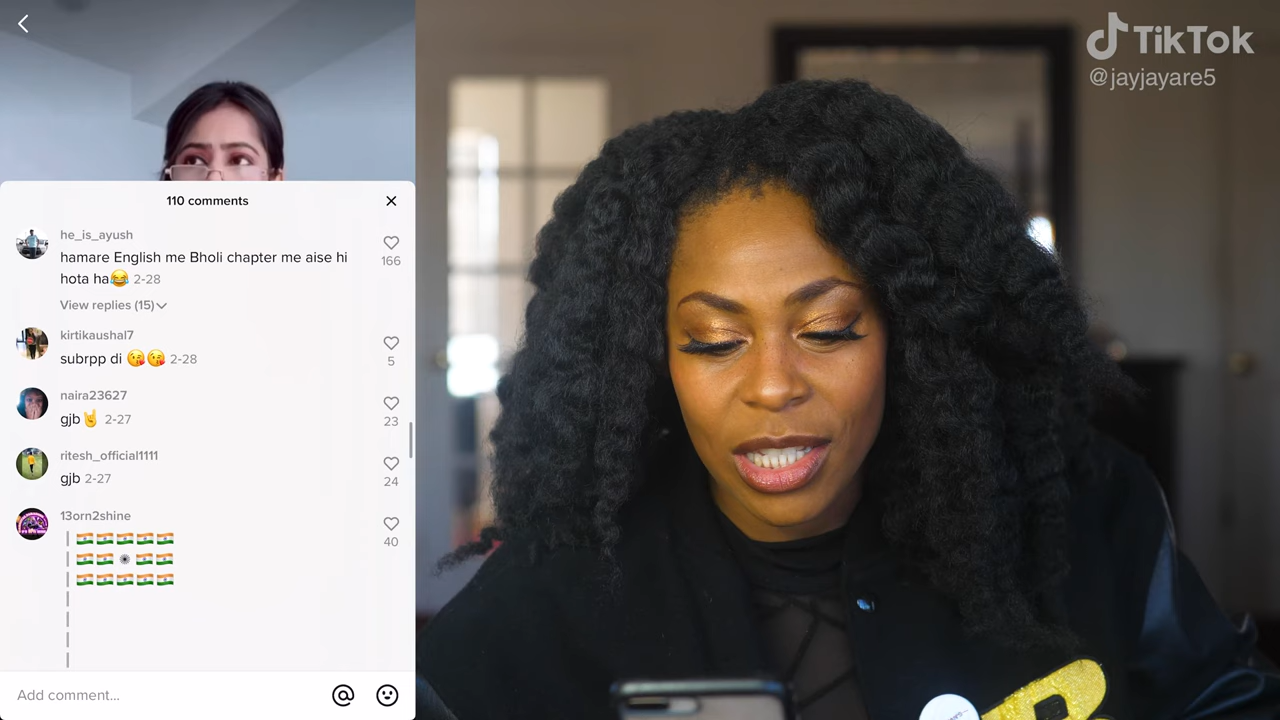 TikTok
@jayjayare5
110 comments
he_is_ayush
hamare English me Bholi chapter me aise hi
hota ha😂 2-28
166
View replies (15)
kirtikaushal7
subrpp di 😘😘 2-28
5
naira23627
gjb🤘 2-27
23
ritesh_official1111
gjb 2-27
24
13orn2shine
🇮🇳🇮🇳🇮🇳🇮🇳🇮🇳
🇮🇳🇮🇳☸🇮🇳🇮🇳
🇮🇳🇮🇳🇮🇳🇮🇳🇮🇳
40
Add comment...